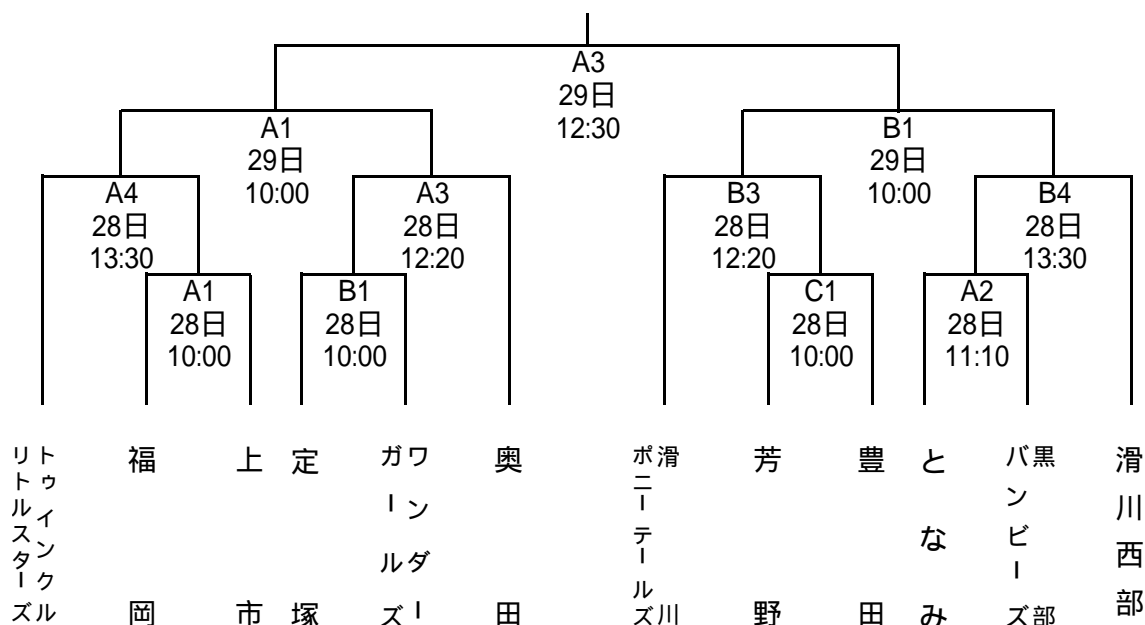 A3
29日
12:30
A1
29日
10:00
B1
29日
10:00
A4
28日
13:30
A3
28日
12:20
B3
28日
12:20
B4
28日
13:30
A1
28日
10:00
B1
28日
10:00
C1
28日
10:00
A2
28日
11:10
トゥインクル
リトルスターズ
福岡
上市
定塚
ワンダー
ガールズ
奥田
滑川
ポニーテールズ
芳野
豊田
となみ
黒部
バンビーズ
滑川西部